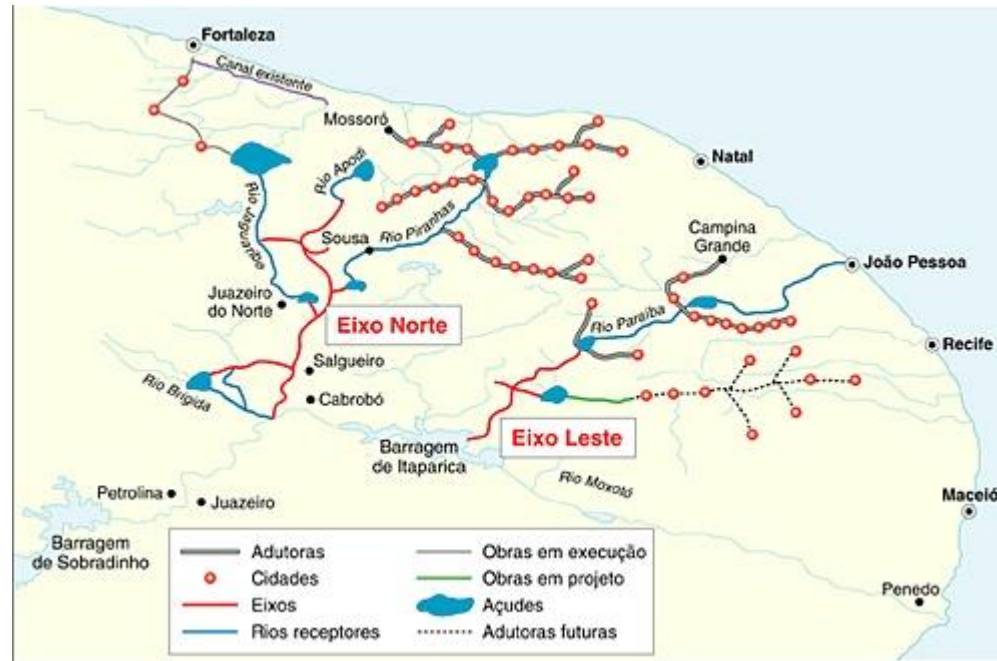 Fortaleza
Canal existente
Mossoró
Rio Apodi
Natal
Rio Jaguaribe
Sousa
Rio Piranhas
Campina
Grande
João Pessoa
Juazeiro
do Norte
Eixo Norte
Rio Paraíba
Recife
Salgueiro
Rio Brígida
Cabrobó
Eixo Leste
Barragem
de Itaparica
Rio Moxotó
Petrolina
Juazeiro
Maceió
Barragem
de Sobradinho
Penedo
Adutoras
Cidades
Eixos
Rios receptores
Obras em execução
Obras em projeto
Açudes
Adutoras futuras